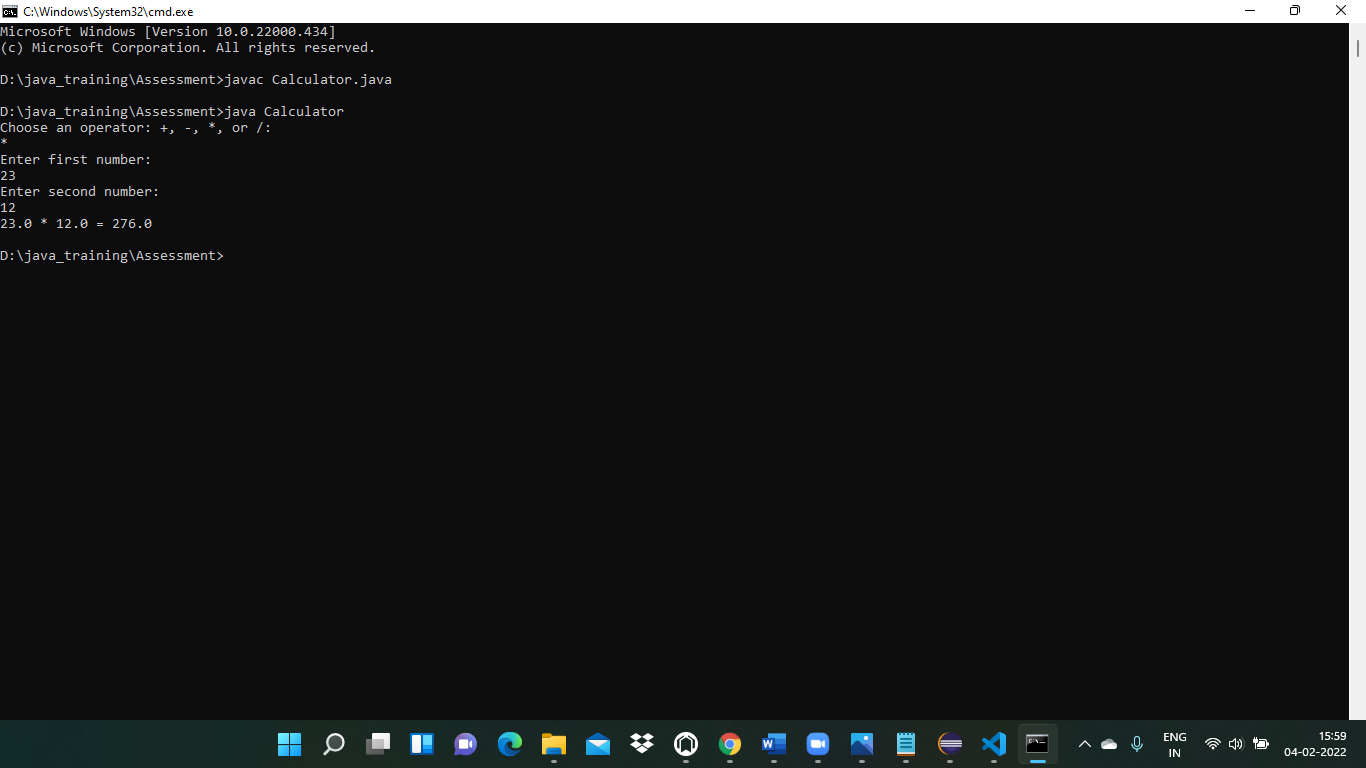 C:\Windows\System32\cmd.exe
Microsoft Windows [Version 10.0.22000.434]
(c) Microsoft Corporation. All rights reserved.
D:\java_training\Assessment>javac Calculator.java
D:\java_training\Assessment>java Calculator
Choose an operator: +, -, *, or /:
*
Enter first number:
23
Enter second number:
12
23.0 * 12.0 = 276.0
D:\java_training\Assessment>
ENG
IN
15:59
04-02-2022